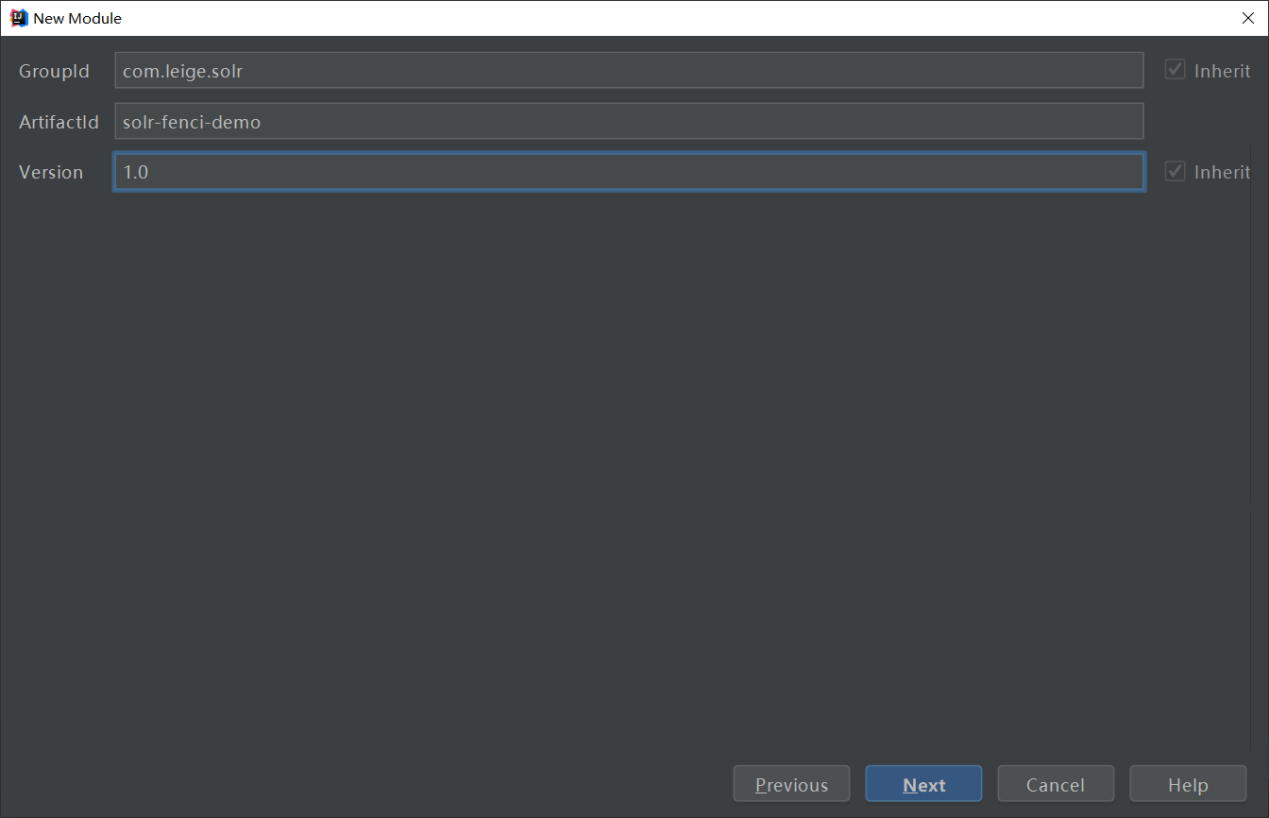 New Module
GroupId com.leige.solr Inherit
ArtifactId solr-fenci-demo
Version 1.0 Inherit
Previous Next Cancel Help